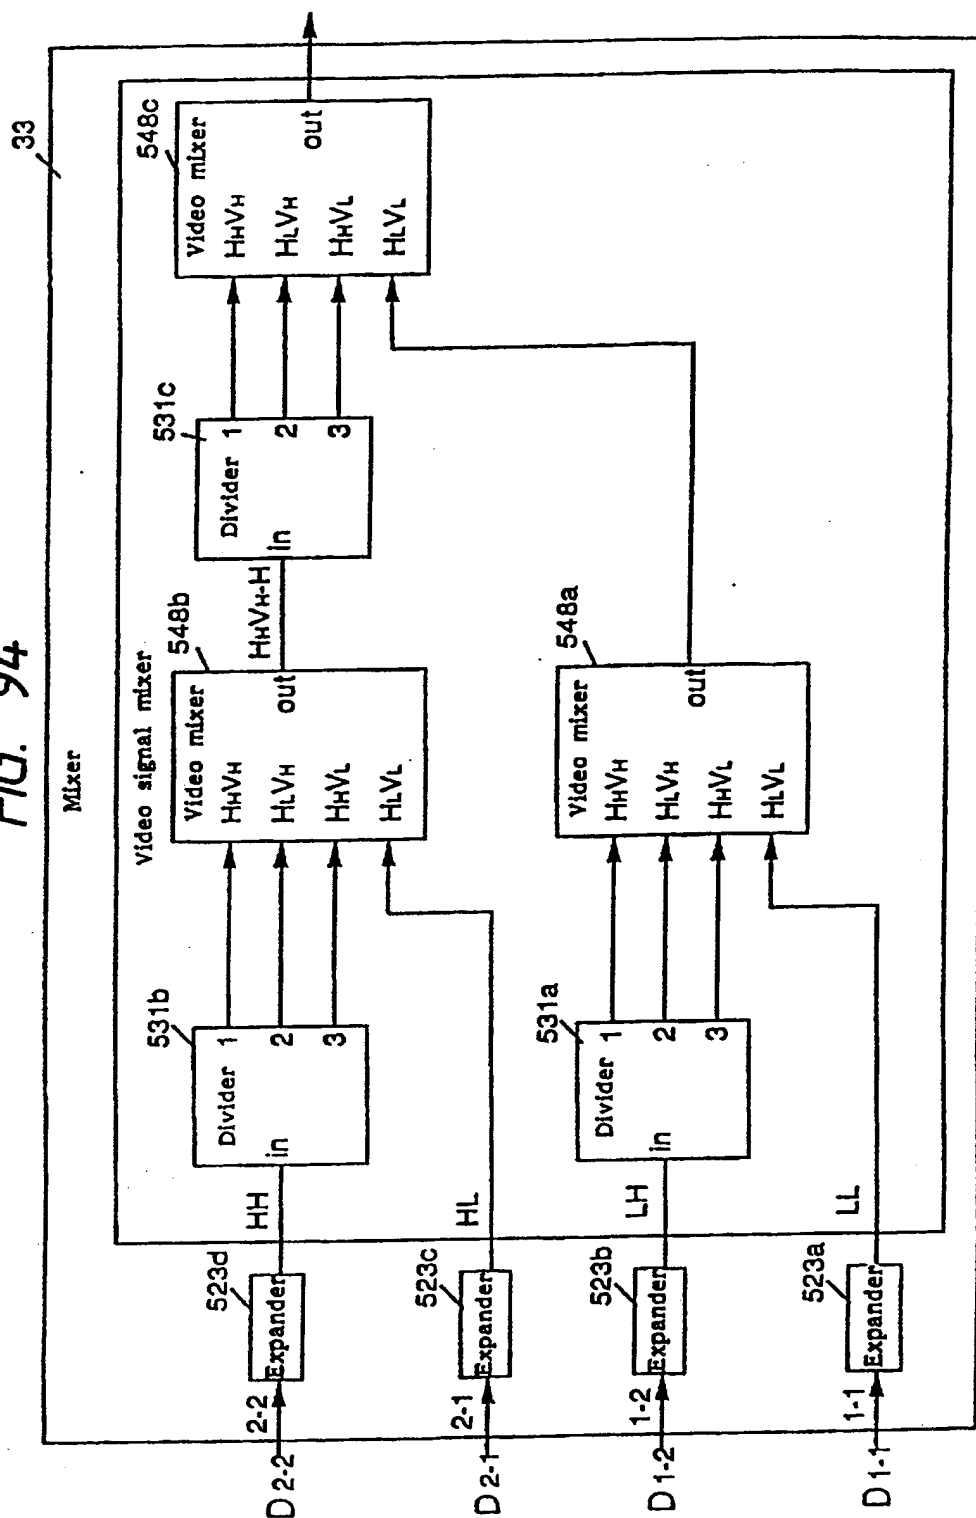 FIG. 94
33
Mixer
Video signal mixer
D2-2
2-2
523d
Expander
HH
531b
Divider
in
1
2
3
548b
Video mixer
HHVH
HLVH
HHVL
HLVL
out
HHVH-H
531c
Divider
in
1
2
3
548c
Video mixer
HHVH
HLVH
HHVL
HLVL
out
D2-1
2-1
523c
Expander
HL
D1-2
1-2
523b
Expander
LH
531a
Divider
in
1
2
3
548a
Video mixer
HHVH
HLVH
HHVL
HLVL
out
D1-1
1-1
523a
Expander
LL